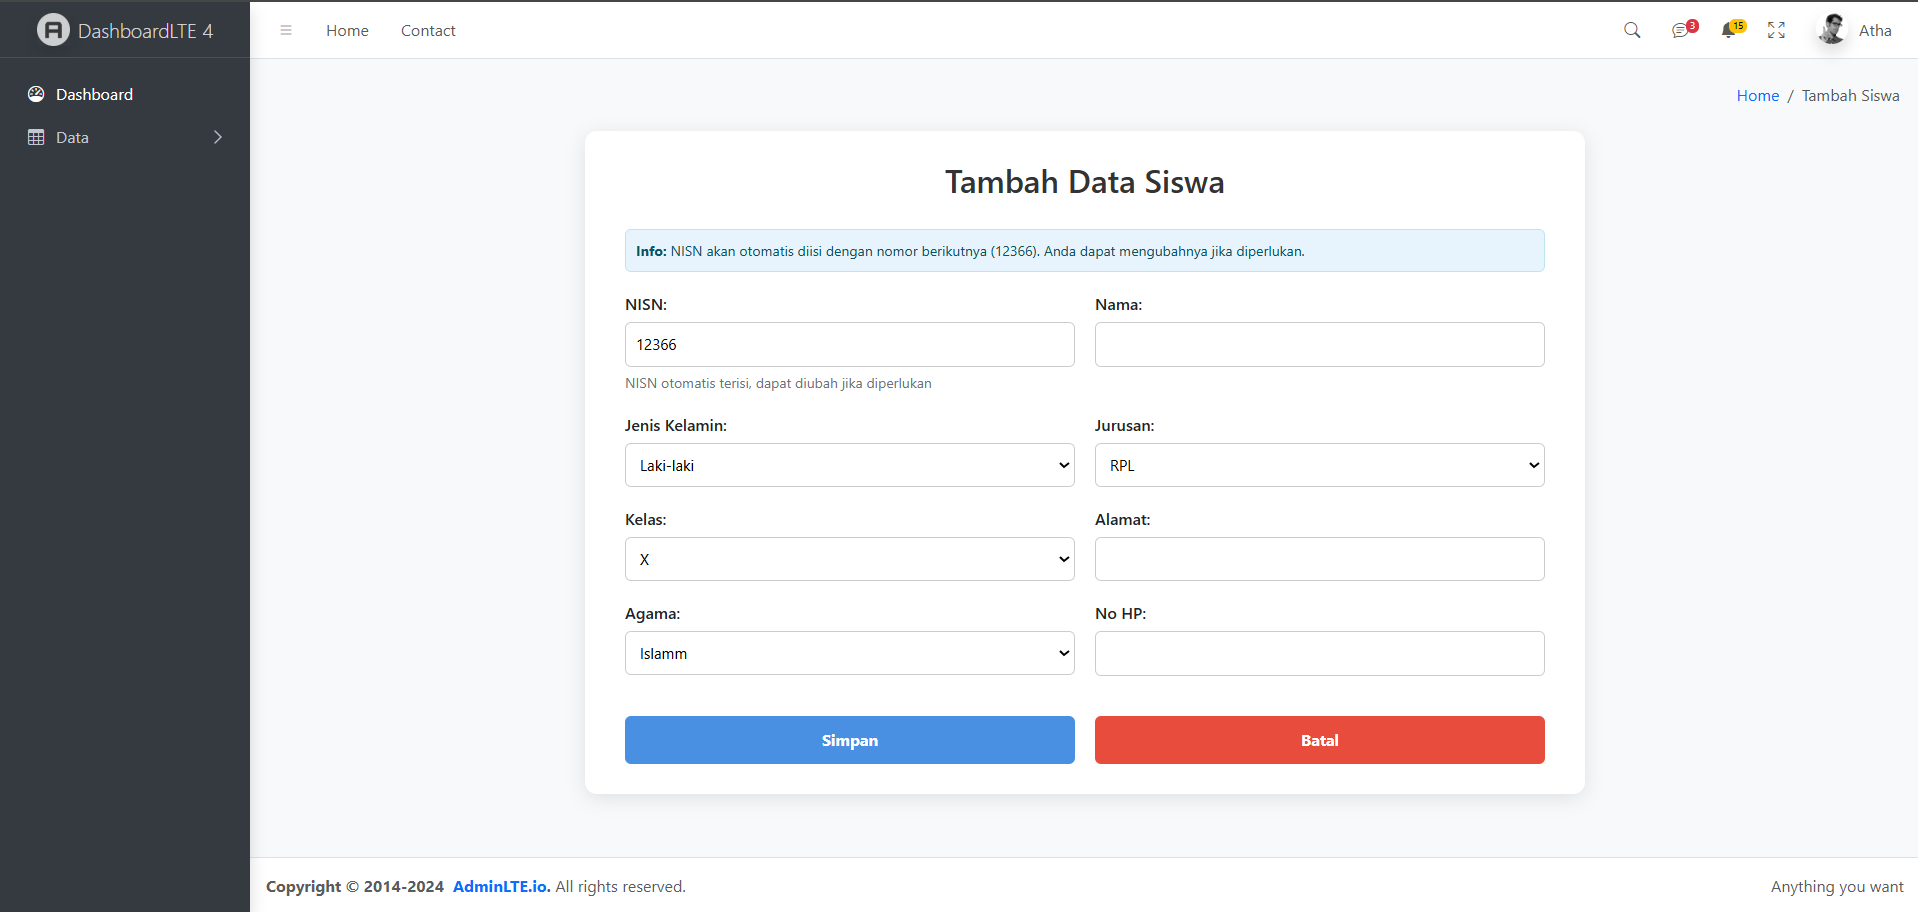 DashboardLTE 4
Home
Contact
3
15
Atha
Dashboard
Data
Home / Tambah Siswa
Tambah Data Siswa
Info: NISN akan otomatis diisi dengan nomor berikutnya (12366). Anda dapat mengubahnya jika diperlukan.
NISN:
12366
NISN otomatis terisi, dapat diubah jika diperlukan
Nama:
Jenis Kelamin:
Laki-laki
Jurusan:
RPL
Kelas:
X
Alamat:
Agama:
Islamm
No HP:
Simpan
Batal
Copyright © 2014-2024 AdminLTE.io. All rights reserved.
Anything you want